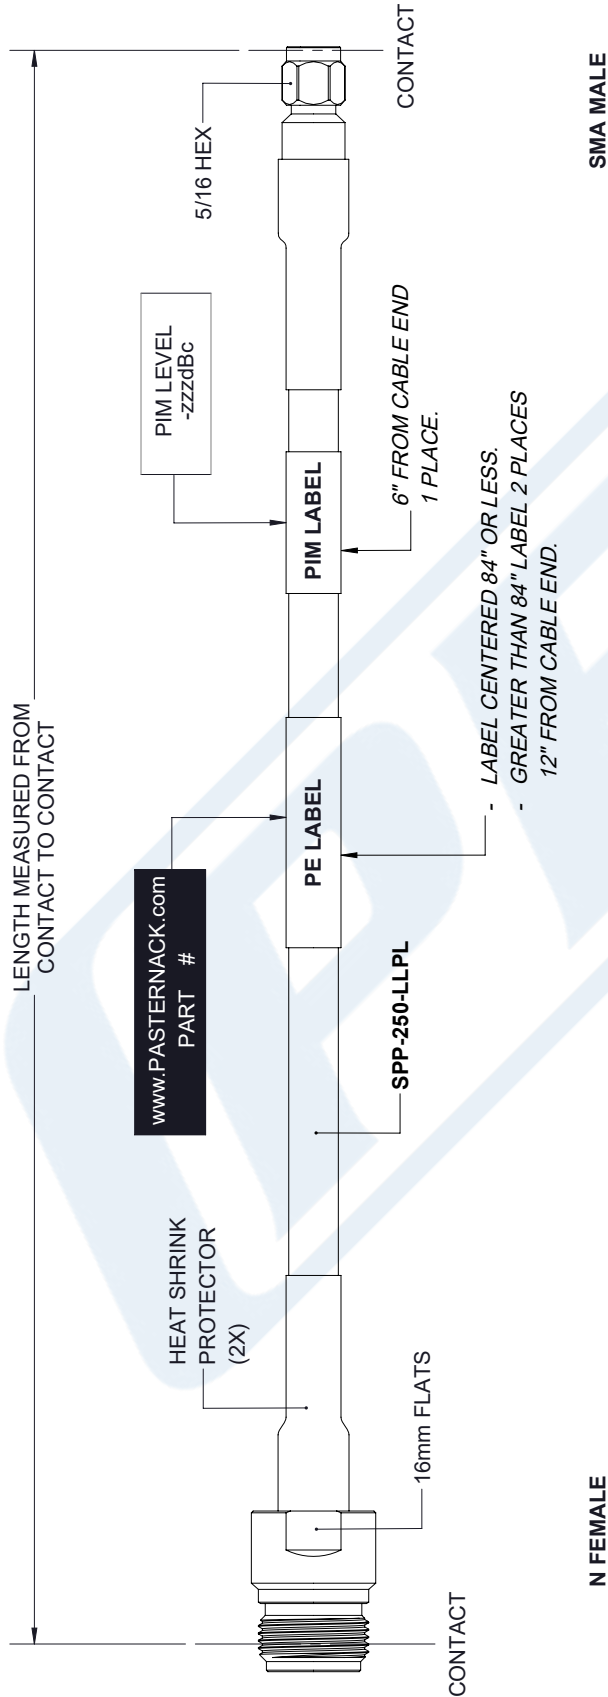 LENGTH MEASURED FROM
CONTACT TO CONTACT
www.PASTERNACK.com
PART #
PIM LEVEL
-zzzdBc
HEAT SHRINK
PROTECTOR
(2X)
5/16 HEX
PE LABEL
PIM LABEL
CONTACT
16mm FLATS
SPP-250-LLPL
6" FROM CABLE END
1 PLACE.
CONTACT
- LABEL CENTERED 84" OR LESS.
- GREATER THAN 84" LABEL 2 PLACES
12" FROM CABLE END.
N FEMALE
SMA MALE